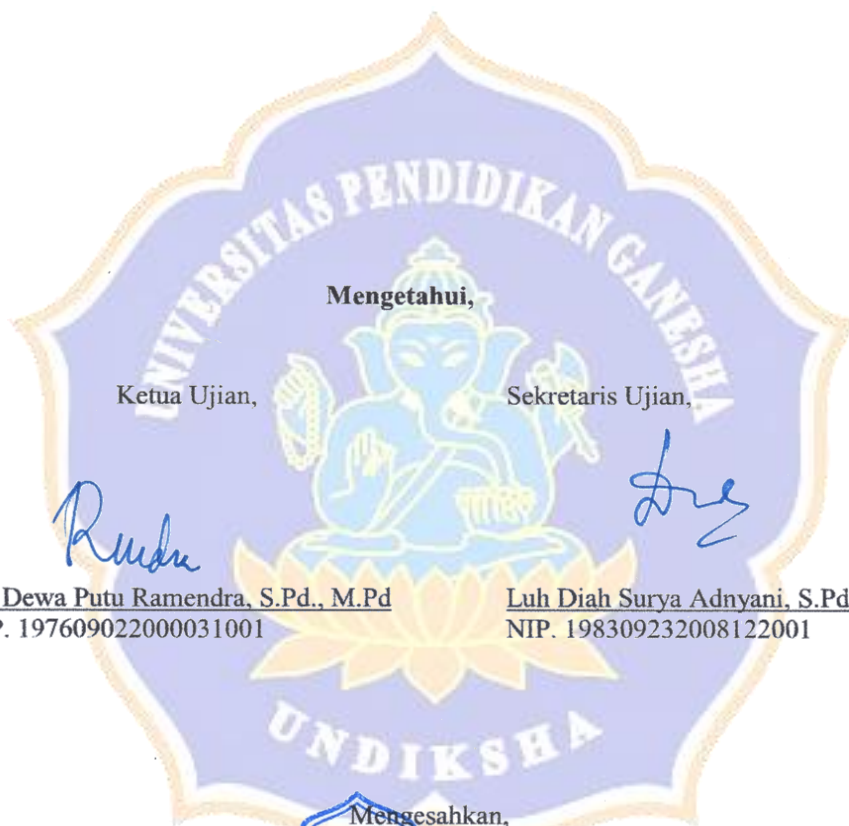 UNIVERSITAS PENDIDIKAN GANESHA
Mengetahui,
Ketua Ujian,
Sekretaris Ujian,
Dewa Putu Ramendra, S.Pd., M.Pd
Luh Diah Surya Adnyani, S.Pd
. 197609022000031001
NIP. 198309232008122001
UNDIKSHA
Mengesahkan,